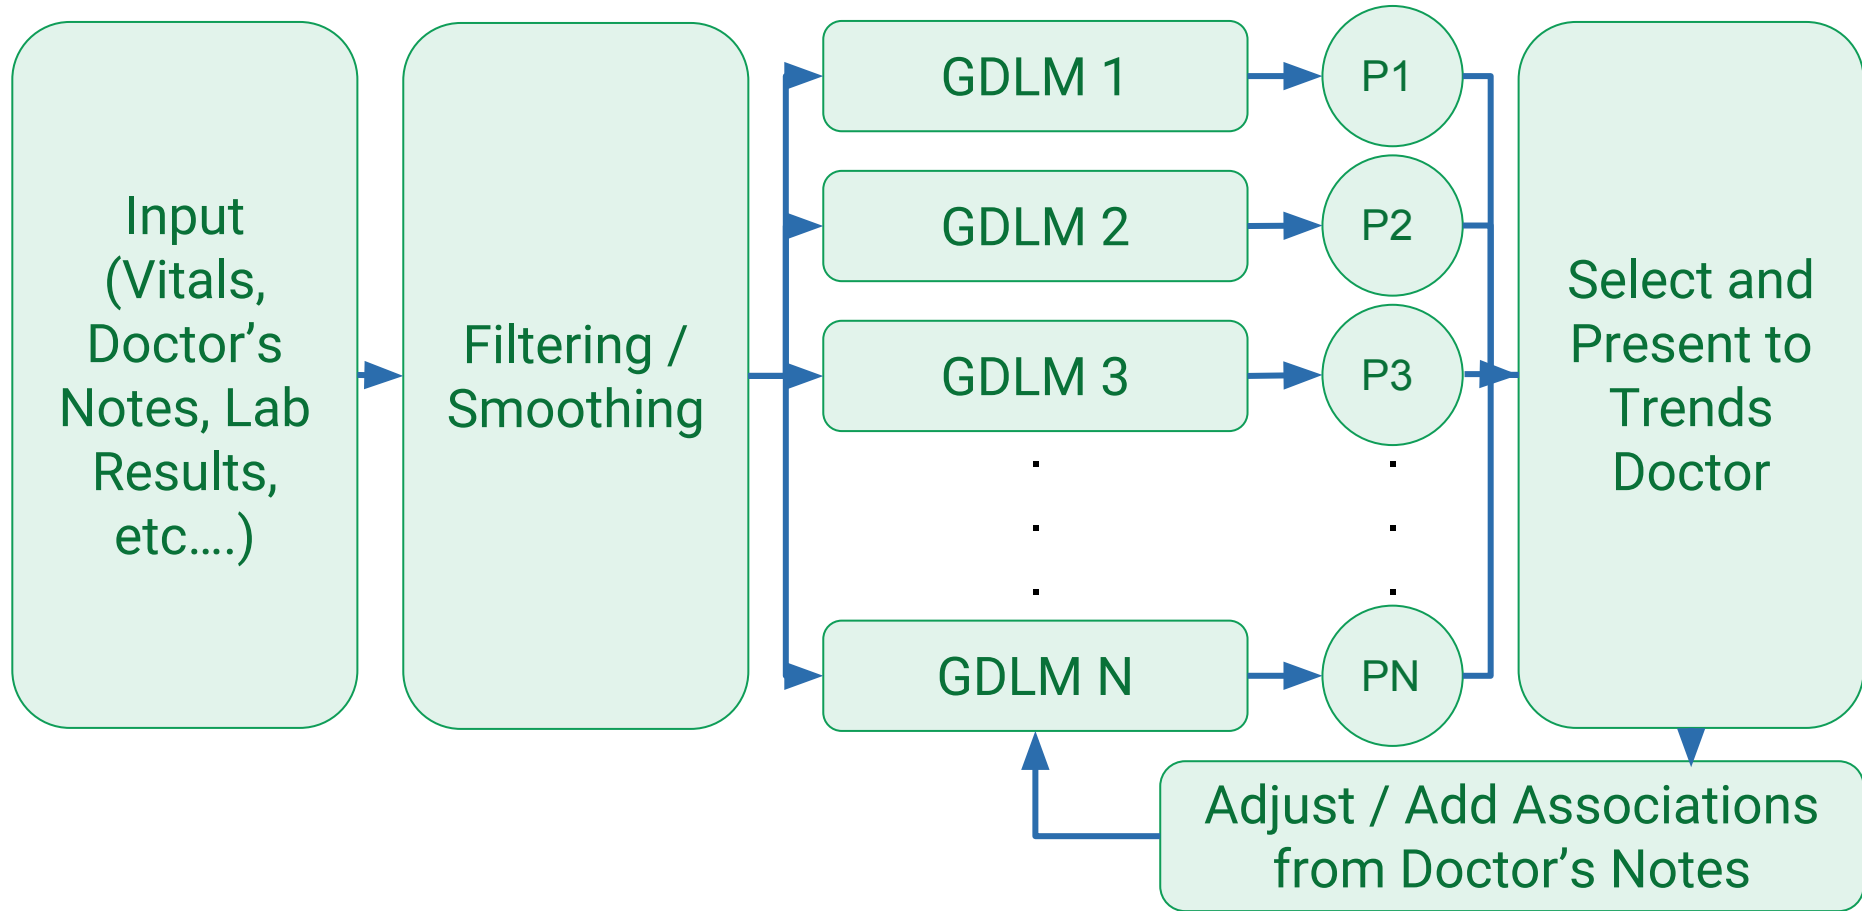 Input
(Vitals,
Doctor’s
Notes, Lab
Results,
etc....)
Filtering /
Smoothing
GDLM 1
P1
GDLM 2
P2
GDLM 3
P3
GDLM N
PN
Select and
Present to
Trends
Doctor
Adjust / Add Associations
from Doctor’s Notes